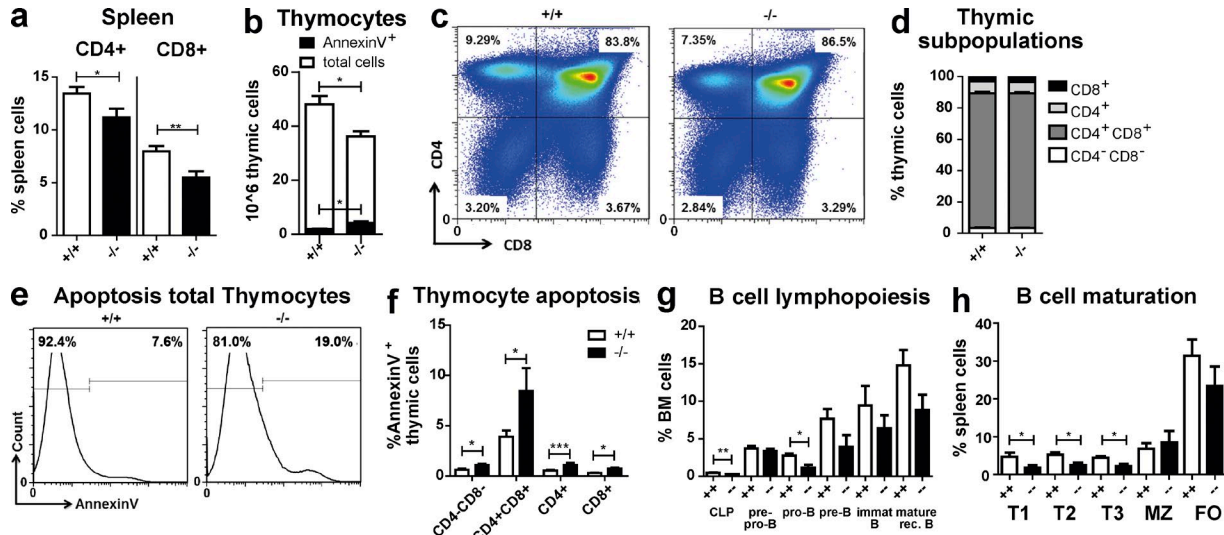 a
Spleen
CD4+ CD8+
% spleen cells
15
10
5
0
*
**
+/+ -/- +/+ -/-
b
Thymocytes
AnnexinV+
total cells
10^6 thymic cells
60
40
20
0
*
*
+/+ -/-
c
+/+ -/-
9.29% 83.8%
3.20% 3.67%
7.35% 86.5%
2.84% 3.29%
CD4
CD8
d
Thymic
subpopulations
% thymic cells
100
80
60
40
20
0
+/+ -/-
CD8+
CD4+
CD4+ CD8+
CD4- CD8-
e
Apoptosis total Thymocytes
+/+ -/-
92.4% 7.6%
81.0% 19.0%
Count
AnnexinV
0 0
f
Thymocyte apoptosis
%AnnexinV+
thymic cells
15
10
5
0
+/+
-/-
* * *** *
CD4-CD8- CD4+CD8+ CD4+ CD8+
g
B cell lymphopoiesis
% BM cells
20
15
10
5
0
** *
+/+ -/- +/+ -/- +/+ -/- +/+ -/- +/+ -/- +/+ -/-
CLP pre- pro-B pre-B immat mature
pro-B B rec. B
h
B cell maturation
% spleen cells
40
30
20
10
0
* * *
+/+ -/- +/+ -/- +/+ -/- +/+ -/- +/+ -/-
T1 T2 T3 MZ FO